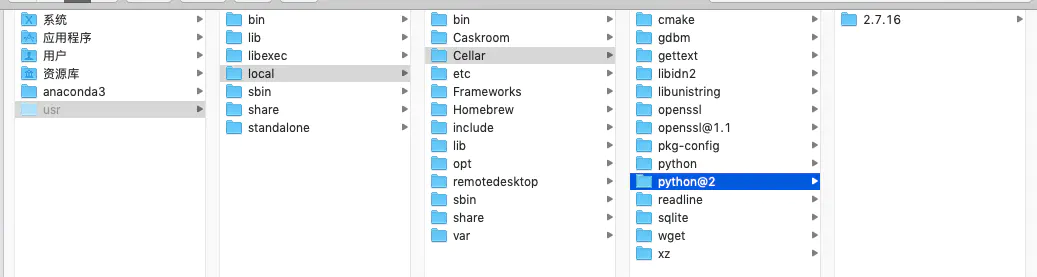 系统
应用程序
用户
资源库
anaconda3
usr
bin
lib
libexec
local
sbin
share
standalone
bin
Caskroom
Cellar
etc
Frameworks
Homebrew
include
lib
opt
remotedesktop
sbin
share
var
cmake
gdbm
gettext
libidn2
libunistring
openssl
openssl@1.1
pkg-config
python
python@2
readline
sqlite
wget
xz
2.7.16